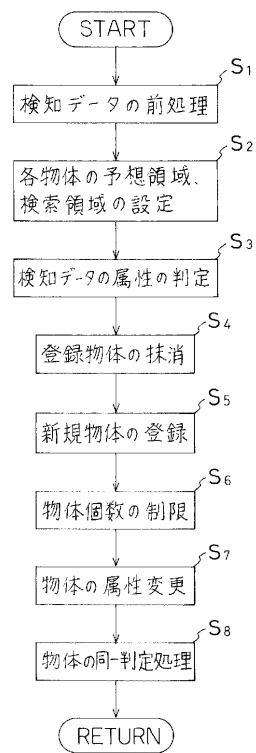 START
S1
検知データの前処理
S2
各物体の予想領域、
検索領域の設定
S3
検知データの属性の判定
S4
登録物体の抹消
S5
新規物体の登録
S6
物体個数の制限
S7
物体の属性変更
S8
物体の同一判定処理
RETURN